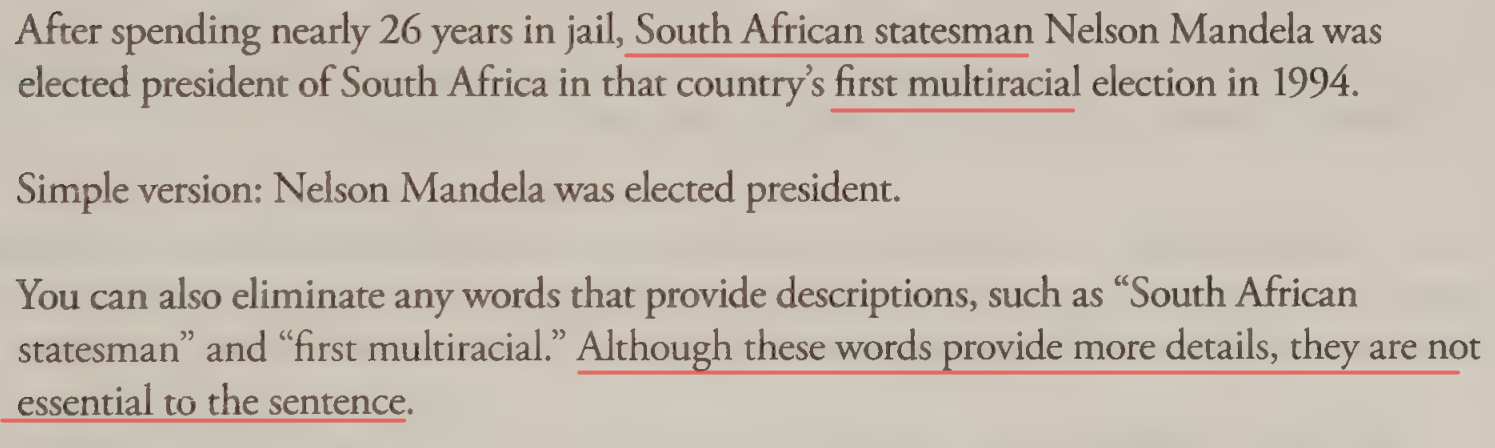 After spending nearly 26 years in jail, South African statesman Nelson Mandela was
elected president of South Africa in that country’s first multiracial election in 1994.
Simple version: Nelson Mandela was elected president.
You can also eliminate any words that provide descriptions, such as “South African
statesman” and “first multiracial.” Although these words provide more details, they are not
essential to the sentence.